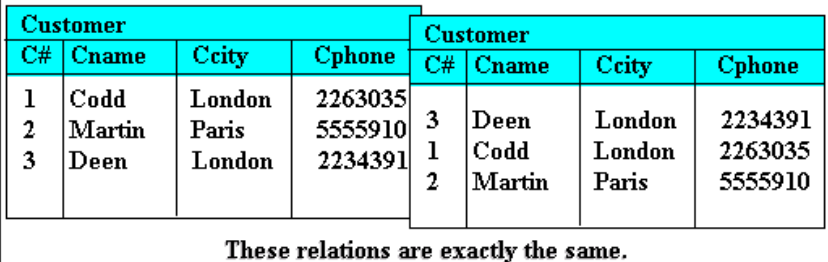 Customer
C# Cname Ccity Cphone
1 Codd London 2263035
2 Martin Paris 5555910
3 Deen London 2234391
Customer
C# Cname Ccity Cphone
3 Deen London 2234391
1 Codd London 2263035
2 Martin Paris 5555910
These relations are exactly the same.